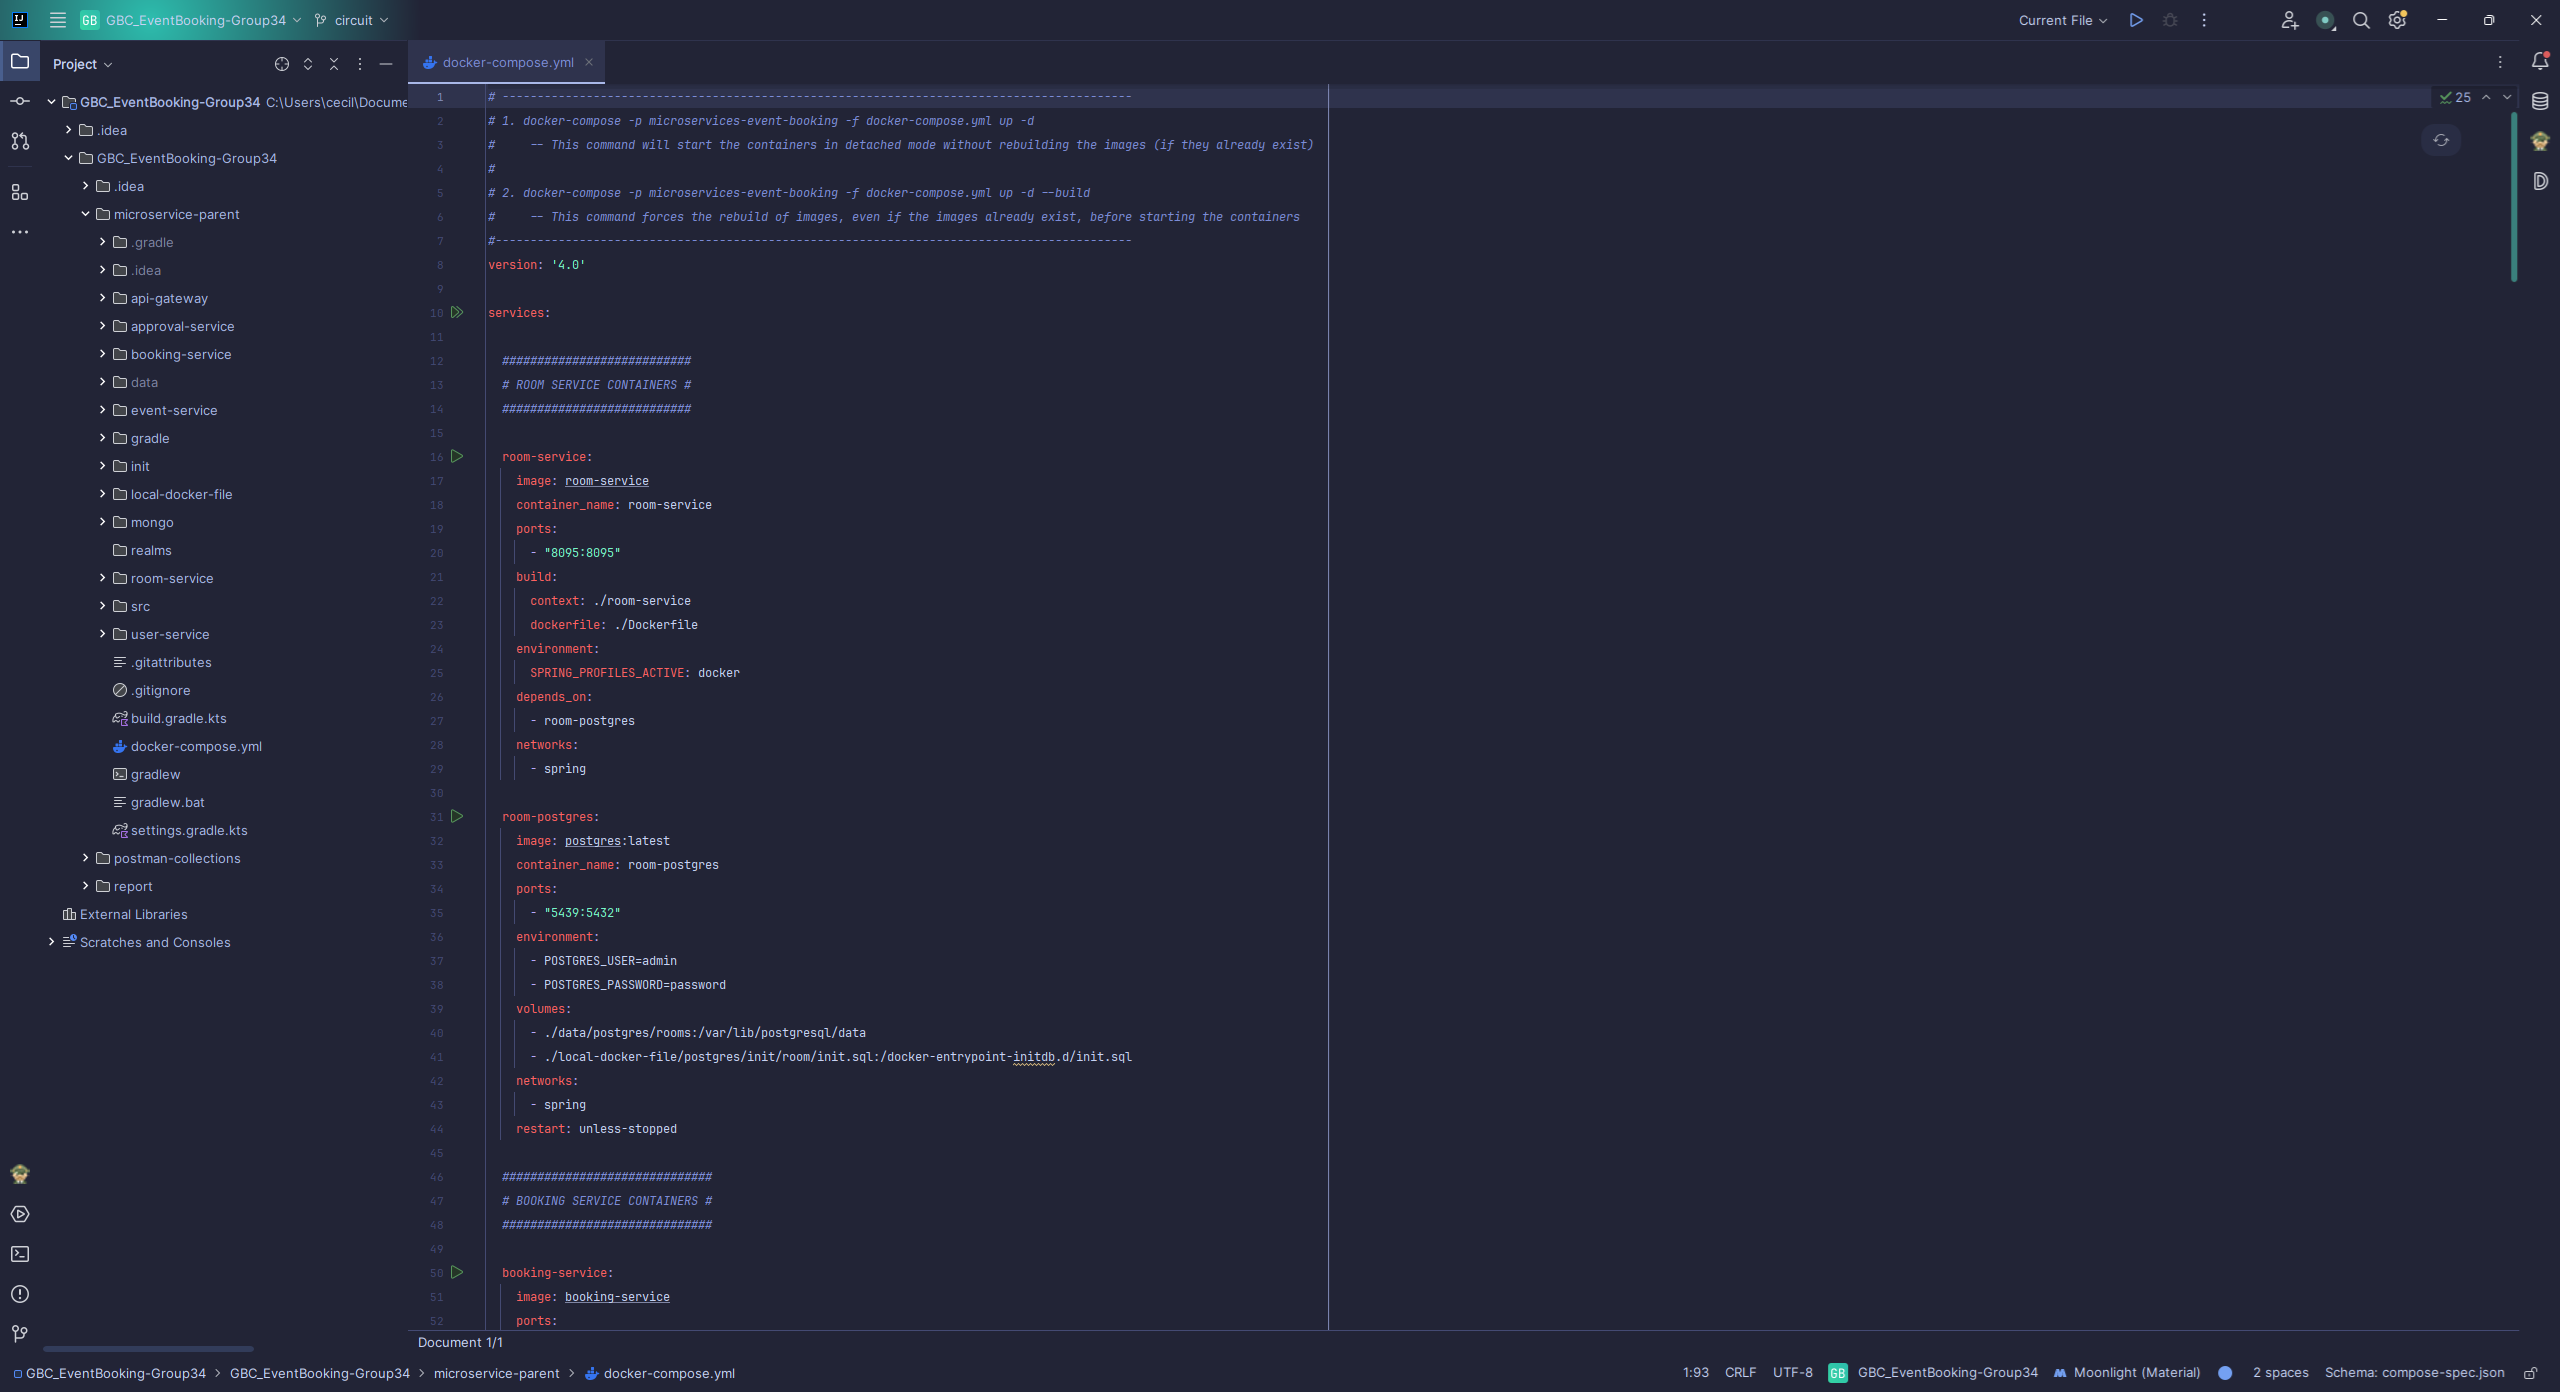 GB GBC_EventBooking-Group34 circuit Current File
Project
docker-compose.yml
GBC_EventBooking-Group34 C:\Users\cecil\Docume
.idea
GBC_EventBooking-Group34
.idea
microservice-parent
.gradle
.idea
api-gateway
approval-service
booking-service
data
event-service
gradle
init
local-docker-file
mongo
realms
room-service
src
user-service
.gitattributes
.gitignore
build.gradle.kts
docker-compose.yml
gradlew
gradlew.bat
settings.gradle.kts
postman-collections
report
External Libraries
Scratches and Consoles
25
1 # ------------------------------------------------------------------------------------------
2 # 1. docker-compose -p microservices-event-booking -f docker-compose.yml up -d
3 #     -- This command will start the containers in detached mode without rebuilding the images (if they already exist)
4 #
5 # 2. docker-compose -p microservices-event-booking -f docker-compose.yml up -d --build
6 #     -- This command forces the rebuild of images, even if the images already exist, before starting the containers
7 #-------------------------------------------------------------------------------------------
8 version: '4.0'
9
10 services:
11
12   ###########################
13   # ROOM SERVICE CONTAINERS #
14   ###########################
15
16   room-service:
17     image: room-service
18     container_name: room-service
19     ports:
20       - "8095:8095"
21     build:
22       context: ./room-service
23       dockerfile: ./Dockerfile
24     environment:
25       SPRING_PROFILES_ACTIVE: docker
26     depends_on:
27       - room-postgres
28     networks:
29       - spring
30
31   room-postgres:
32     image: postgres:latest
33     container_name: room-postgres
34     ports:
35       - "5439:5432"
36     environment:
37       - POSTGRES_USER=admin
38       - POSTGRES_PASSWORD=password
39     volumes:
40       - ./data/postgres/rooms:/var/lib/postgresql/data
41       - ./local-docker-file/postgres/init/room/init.sql:/docker-entrypoint-initdb.d/init.sql
42     networks:
43       - spring
44     restart: unless-stopped
45
46   ##############################
47   # BOOKING SERVICE CONTAINERS #
48   ##############################
49
50   booking-service:
51     image: booking-service
52     ports:
Document 1/1
GBC_EventBooking-Group34 > GBC_EventBooking-Group34 > microservice-parent > docker-compose.yml 1:93 CRLF UTF-8 GB GBC_EventBooking-Group34 Moonlight (Material) 2 spaces Schema: compose-spec.json